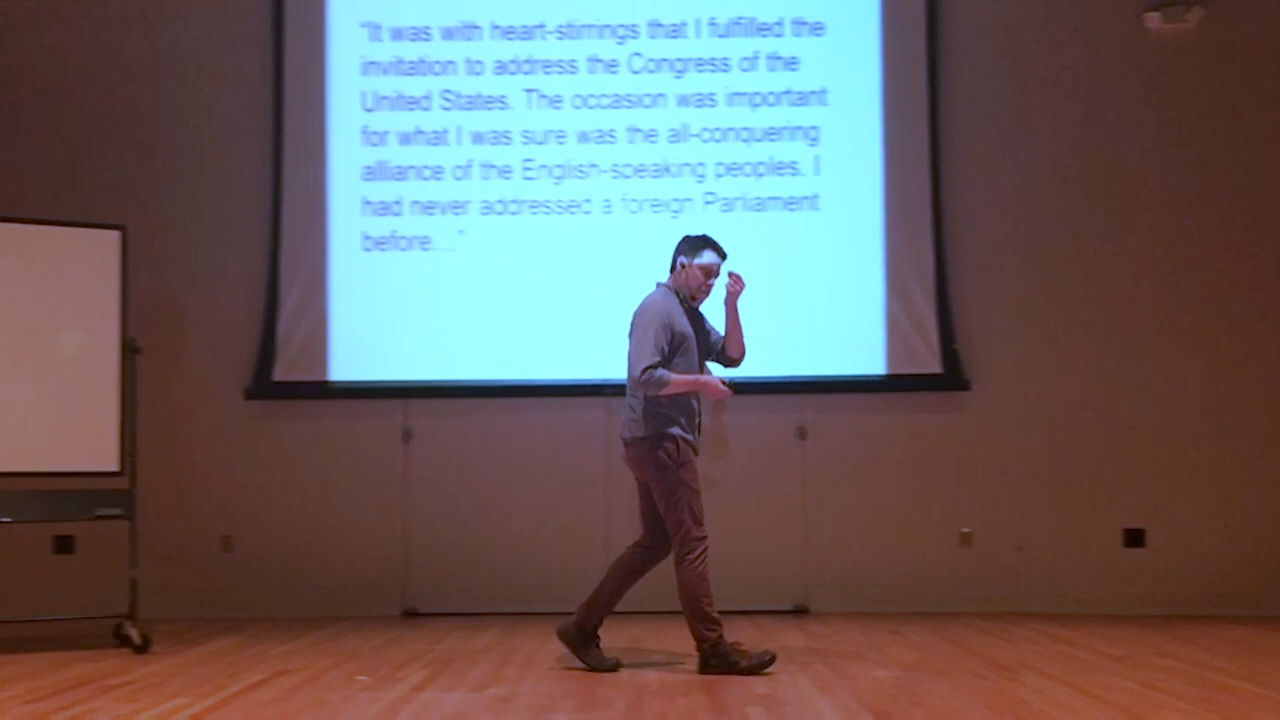 "It was with heart-stirrings that I fulfilled the
invitation to address the Congress of the
United States. The occasion was important
for what I was sure was the all-conquering
alliance of the English-speaking peoples. I
had never addressed a foreign Parliament
before..."